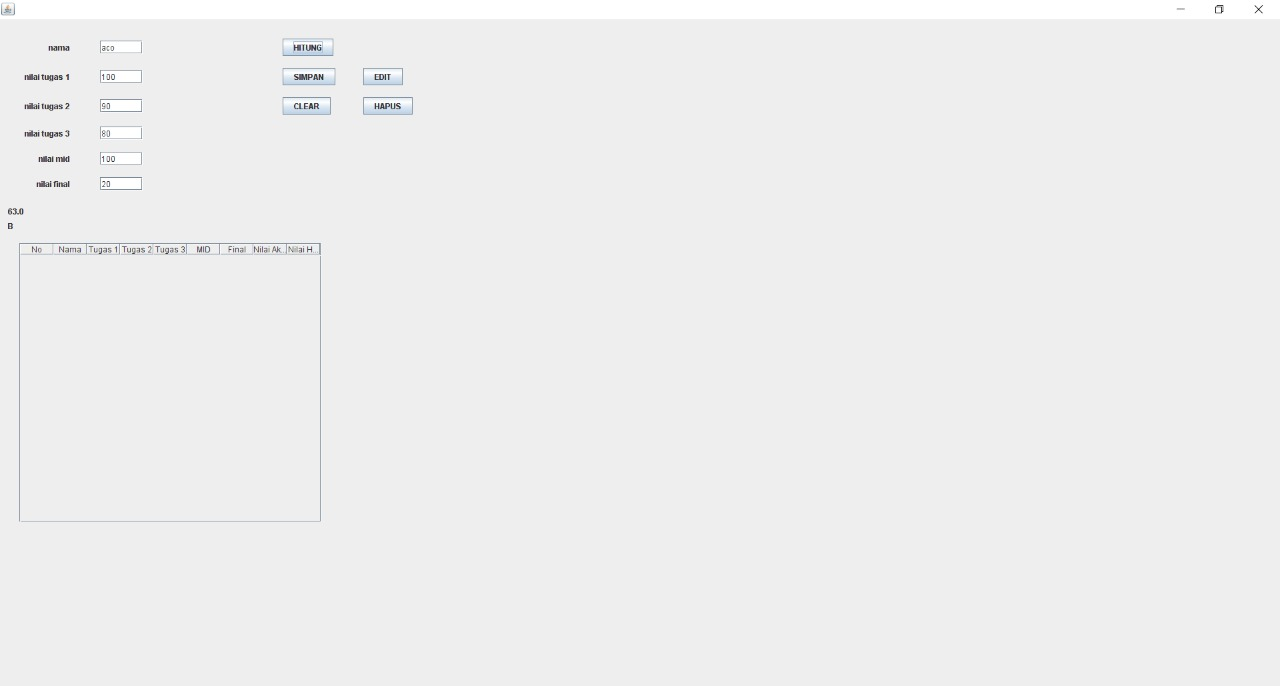 nama aco HITUNG
nilai tugas 1 100 SIMPAN EDIT
nilai tugas 2 90 CLEAR HAPUS
nilai tugas 3 80
nilai mid 100
nilai final 20
63.0
B
No Nama Tugas 1 Tugas 2 Tugas 3 MID Final Nilai Ak... Nilai H...